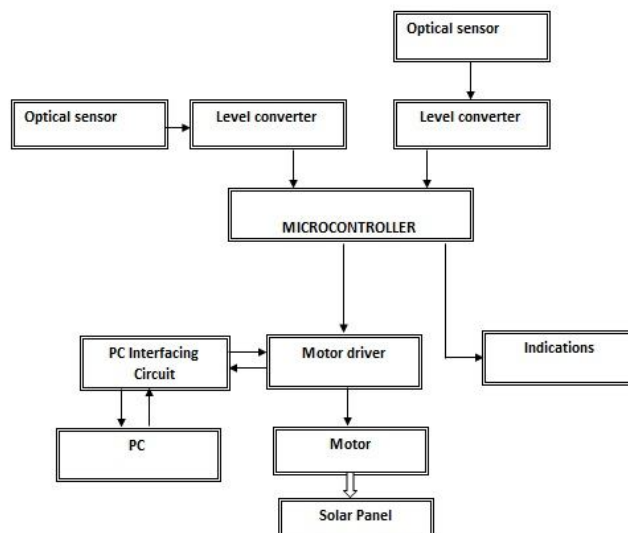 Optical sensor
Optical sensor
Level converter
Level converter
MICROCONTROLLER
PC Interfacing
Circuit
Motor driver
Indications
PC
Motor
Solar Panel